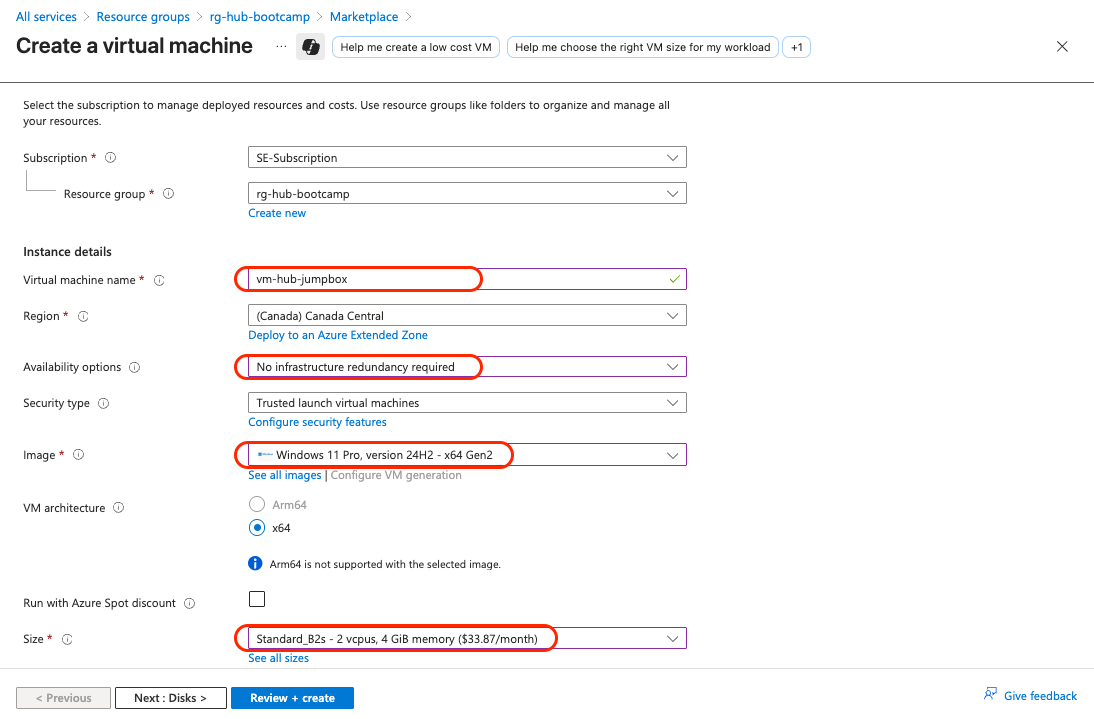 All services > Resource groups > rg-hub-bootcamp > Marketplace >
Create a virtual machine ... Help me create a low cost VM Help me choose the right VM size for my workload +1
Select the subscription to manage deployed resources and costs. Use resource groups like folders to organize and manage all
your resources.
Subscription * SE-Subscription
Resource group * rg-hub-bootcamp
Create new
Instance details
Virtual machine name * vm-hub-jumpbox
Region * (Canada) Canada Central
Deploy to an Azure Extended Zone
Availability options No infrastructure redundancy required
Security type Trusted launch virtual machines
Configure security features
Image * Windows 11 Pro, version 24H2 - x64 Gen2
See all images | Configure VM generation
VM architecture Arm64
x64
Arm64 is not supported with the selected image.
Run with Azure Spot discount
Size * Standard_B2s - 2 vcpus, 4 GiB memory ($33.87/month)
See all sizes
< Previous Next : Disks > Review + create Give feedback